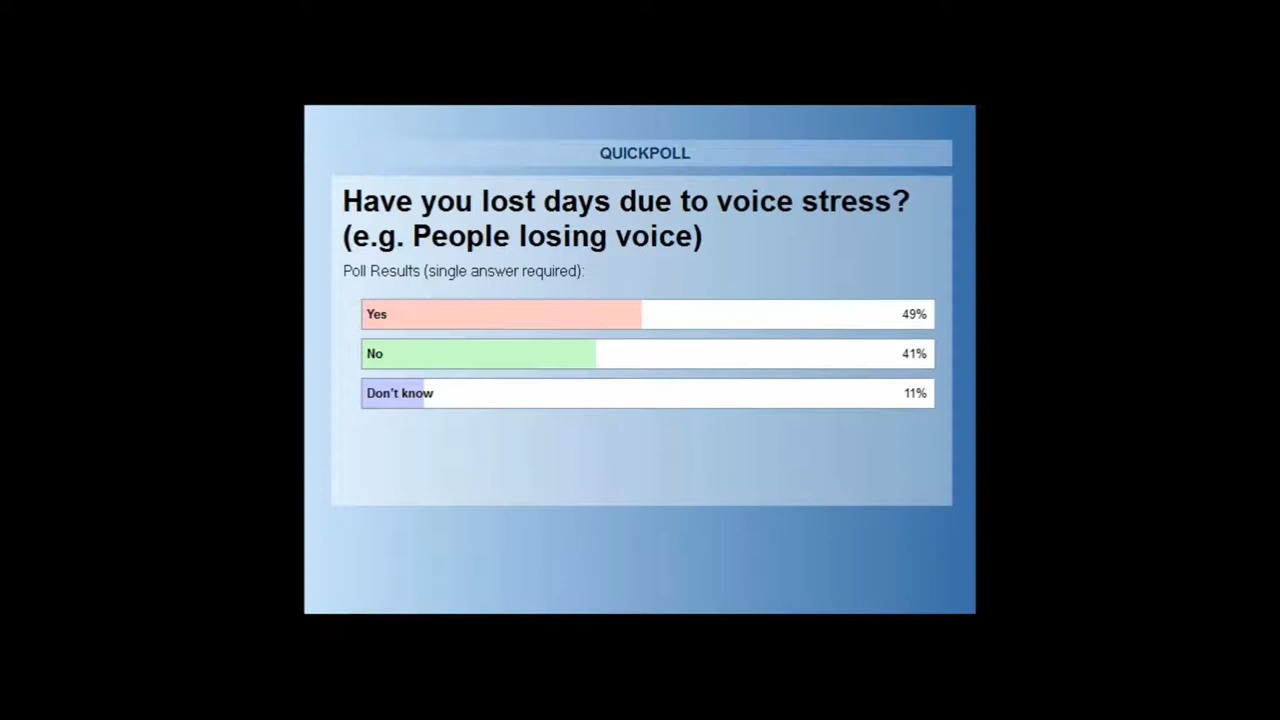 QUICKPOLL
Have you lost days due to voice stress?
(e.g. People losing voice)
Poll Results (single answer required):
Yes 49%
No 41%
Don't know 11%